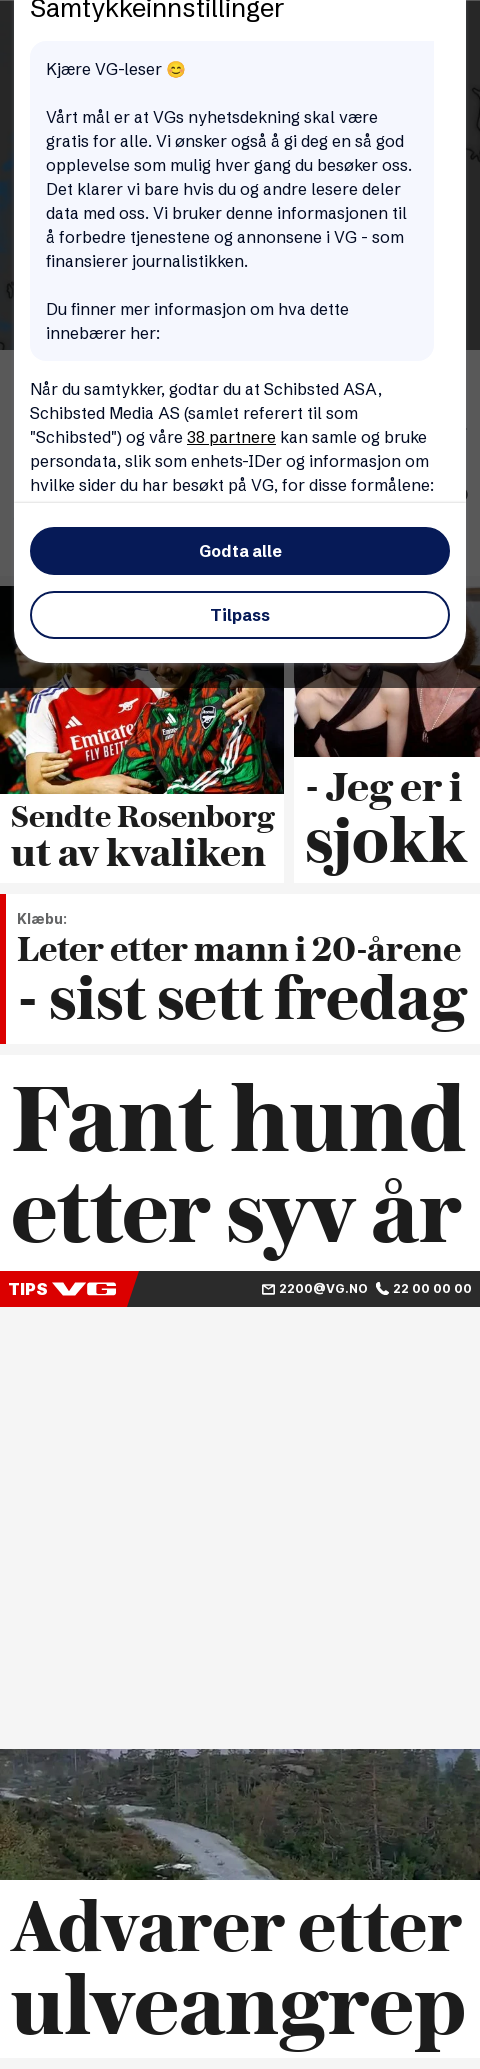 Samtykkeinnstillinger
Kjære VG-leser 😊
Vårt mål er at VGs nyhetsdekning skal være
gratis for alle. Vi ønsker også å gi deg en så god
opplevelse som mulig hver gang du besøker oss.
Det klarer vi bare hvis du og andre lesere deler
data med oss. Vi bruker denne informasjonen til
å forbedre tjenestene og annonsene i VG - som
finansierer journalistikken.
Du finner mer informasjon om hva dette
innebærer her:
Når du samtykker, godtar du at Schibsted ASA,
Schibsted Media AS (samlet referert til som
"Schibsted") og våre 38 partnere kan samle og bruke
persondata, slik som enhets-IDer og informasjon om
hvilke sider du har besøkt på VG, for disse formålene:
Godta alle
Tilpass
Emirates
FLY BETTER
Arsenal
Sendte Rosenborg
ut av kvaliken
- Jeg er i
sjokk
Klæbu:
Leter etter mann i 20-årene
- sist sett fredag
Fant hund
etter syv år
TIPS VG 2200@VG.NO 22 00 00 00
Advarer etter
ulveangrep